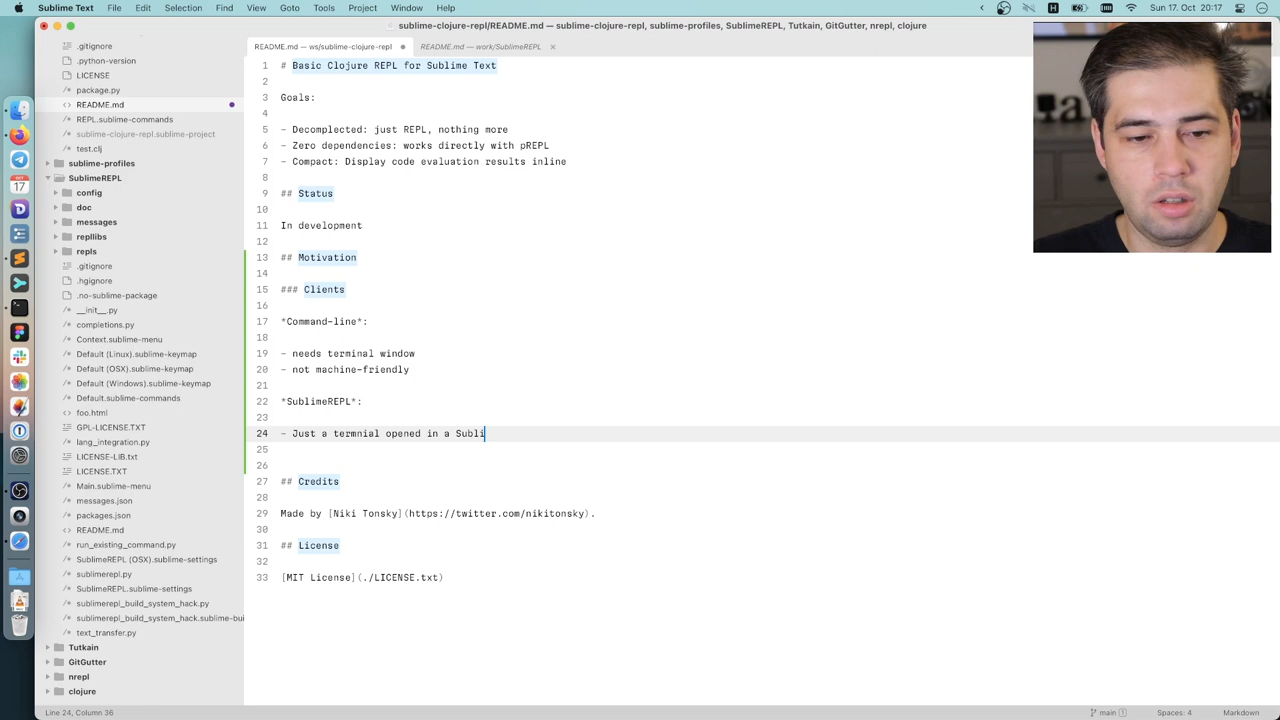 Sublime Text File Edit Selection Find View Goto Tools Project Window Help
Sun 17. Oct 20:17
sublime-clojure-repl/README.md — sublime-clojure-repl, sublime-profiles, SublimeREPL, Tutkain, GitGutter, nrepl, clojure
README.md — ws/sublime-clojure-repl
README.md — work/SublimeREPL
.gitignore
.python-version
LICENSE
package.py
README.md
REPL.sublime-commands
sublime-clojure-repl.sublime-project
test.clj
sublime-profiles
SublimeREPL
config
doc
messages
repllibs
repls
.gitignore
.hgignore
.no-sublime-package
__init__.py
completions.py
Context.sublime-menu
Default (Linux).sublime-keymap
Default (OSX).sublime-keymap
Default (Windows).sublime-keymap
Default.sublime-commands
foo.html
GPL-LICENSE.TXT
lang_integration.py
LICENSE-LIB.txt
LICENSE.TXT
Main.sublime-menu
messages.json
packages.json
README.md
run_existing_command.py
SublimeREPL (OSX).sublime-settings
sublimerepl.py
SublimeREPL.sublime-settings
sublimerepl_build_system_hack.py
sublimerepl_build_system_hack.sublime-bui
text_transfer.py
Tutkain
GitGutter
nrepl
clojure
1 # Basic Clojure REPL for Sublime Text
2
3 Goals:
4
5 - Decomplected: just REPL, nothing more
6 - Zero dependencies: works directly with pREPL
7 - Compact: Display code evaluation results inline
8
9 ## Status
10
11 In development
12
13 ## Motivation
14
15 ### Clients
16
17 *Command-line*:
18
19 - needs terminal window
20 - not machine-friendly
21
22 *SublimeREPL*:
23
24 - Just a termnial opened in a Subli
25
26
27 ## Credits
28
29 Made by [Niki Tonsky](https://twitter.com/nikitonsky).
30
31 ## License
32
33 [MIT License](./LICENSE.txt)
Line 24, Column 36
main 1
Spaces: 4
Markdown
OCT
17